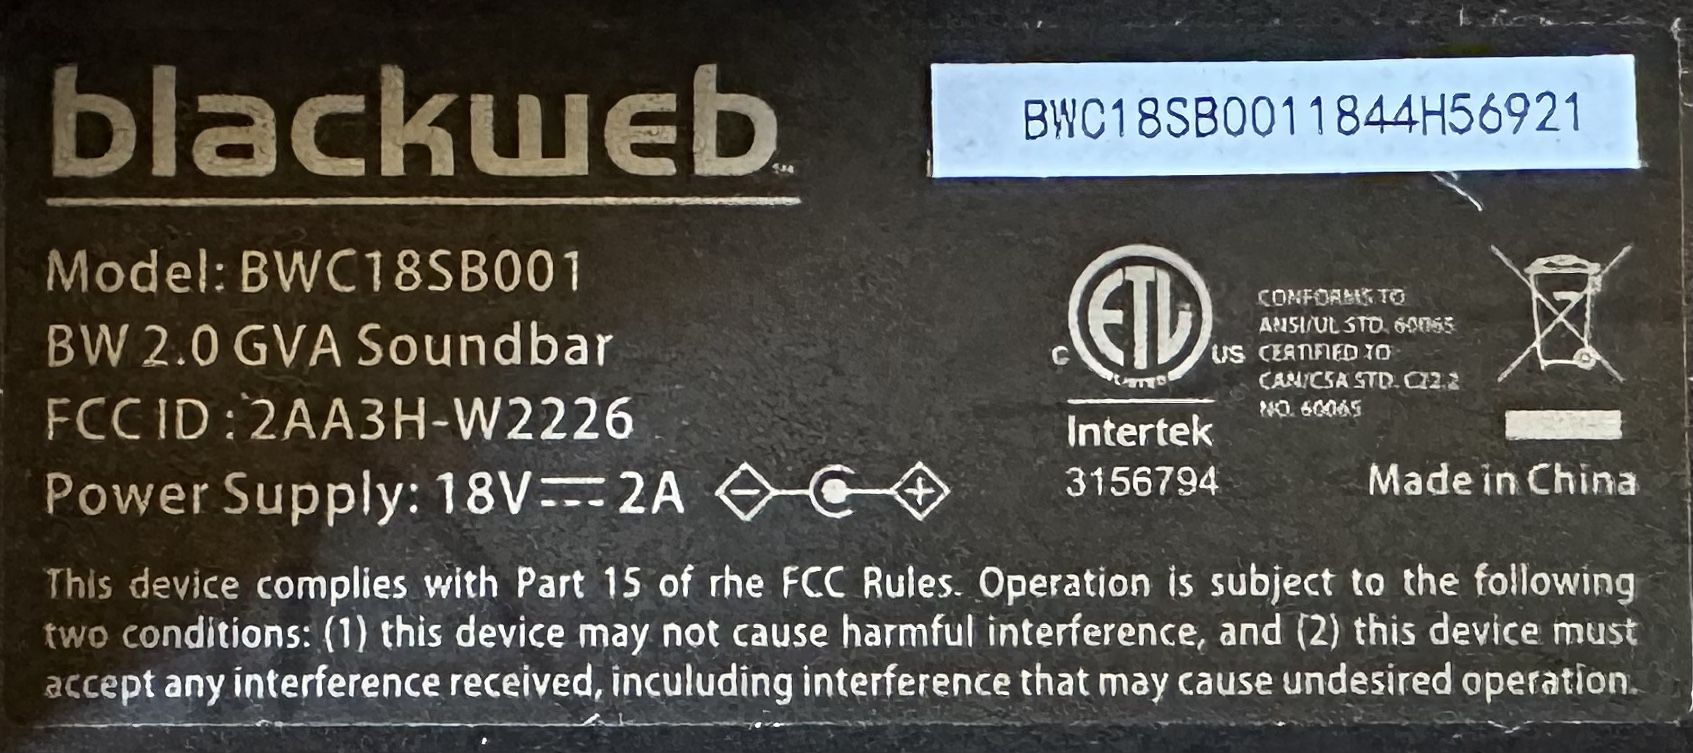 blackweb
BWC18SB0011844H56921
Model: BWC18SB001
BW 2.0 GVA Soundbar
FCC ID : 2AA3H-W2226
Power Supply: 18V 2A
ETL
LISTED
C US
Intertek
3156794
CONFORMS TO
ANSI/UL STD. 60065
CERTIFIED TO
CAN/CSA STD. C22.2
NO. 60065
Made in China
This device complies with Part 15 of rhe FCC Rules. Operation is subject to the following
two conditions: (1) this device may not cause harmful interference, and (2) this device must
accept any interference received, inculuding interference that may cause undesired operation.